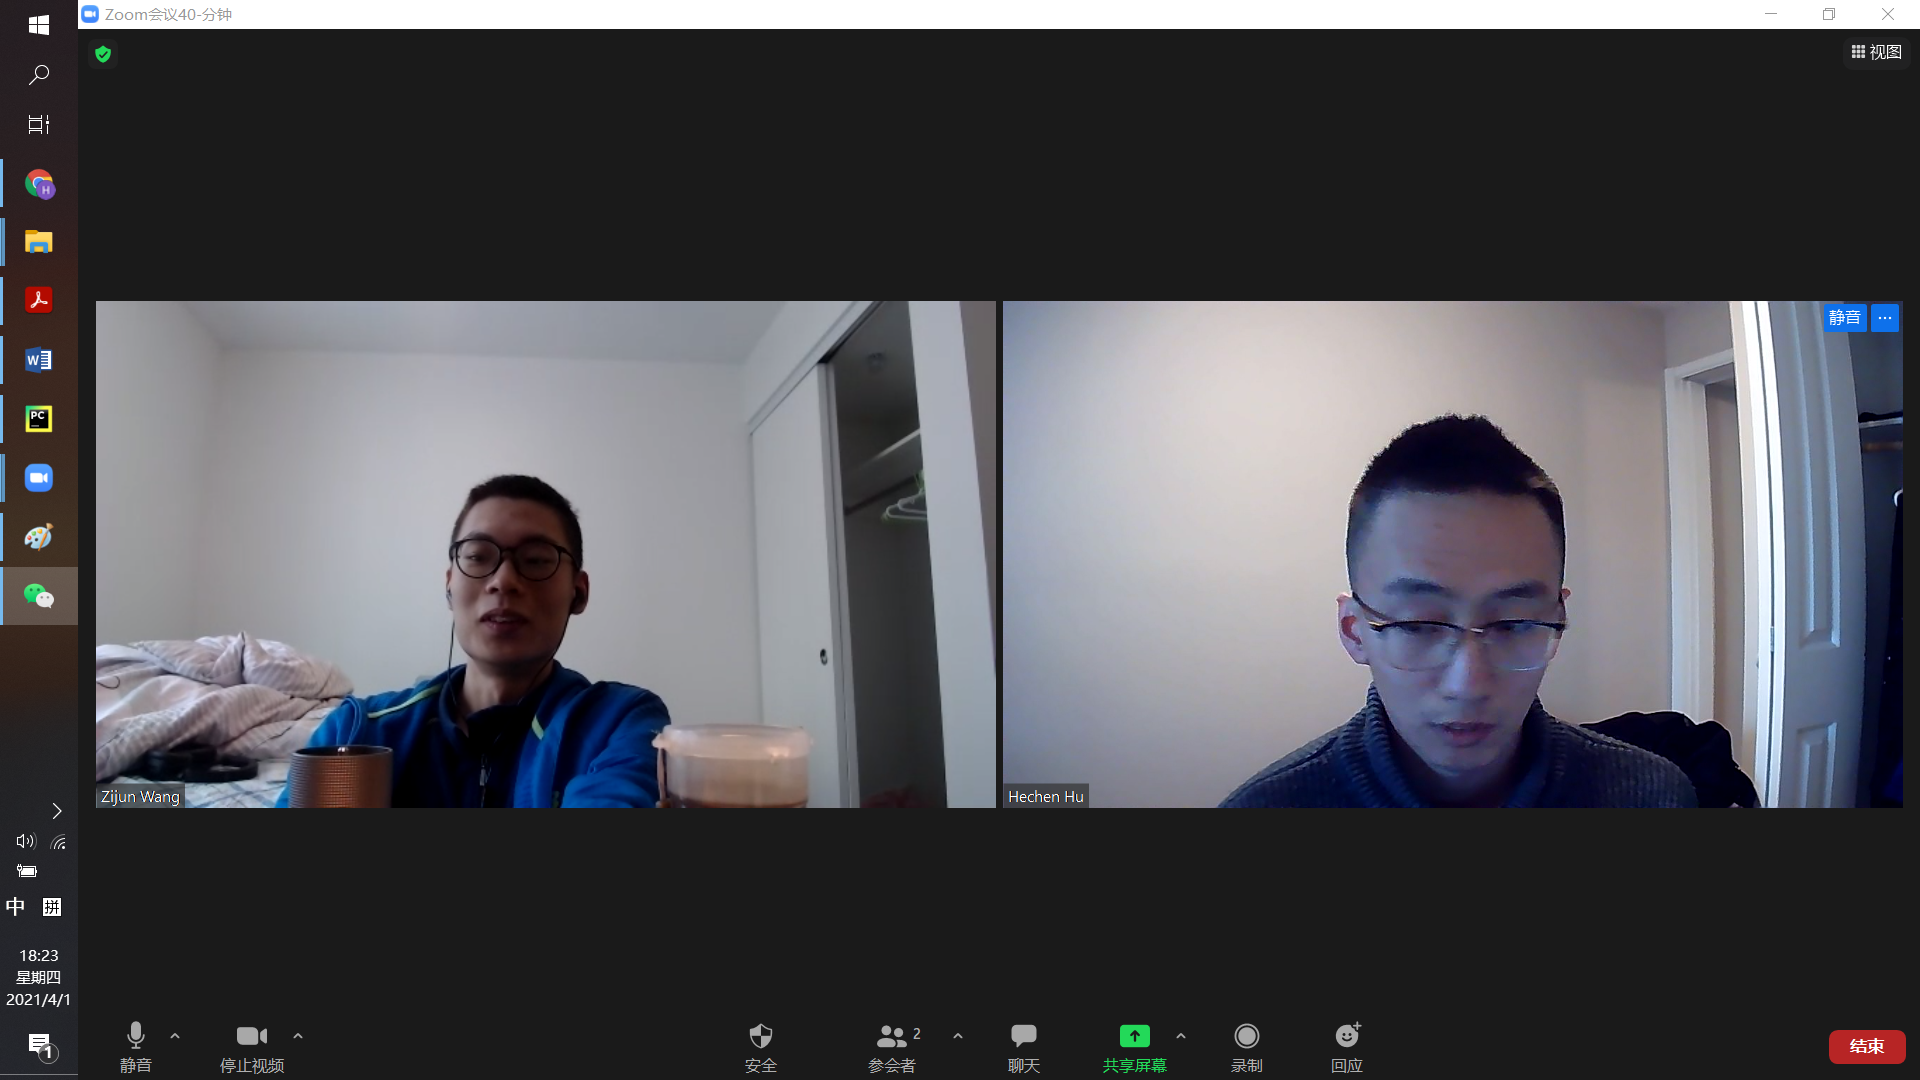 Zoom会议40-分钟
视图
H
W
PC
静音
...
Zijun Wang
Hechen Hu
中 拼
18:23
星期四
2021/4/1
1
静音
停止视频
安全
参会者 2
聊天
共享屏幕
录制
回应
结束